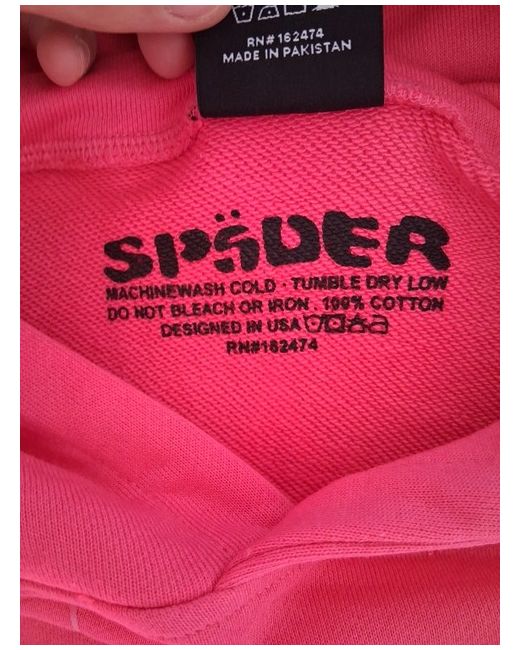 RN#162474
MADE IN PAKISTAN
SP5DER
MACHINEWASH COLD · TUMBLE DRY LOW
DO NOT BLEACH OR IRON . 100% COTTON
DESIGNED IN USA
RN#162474